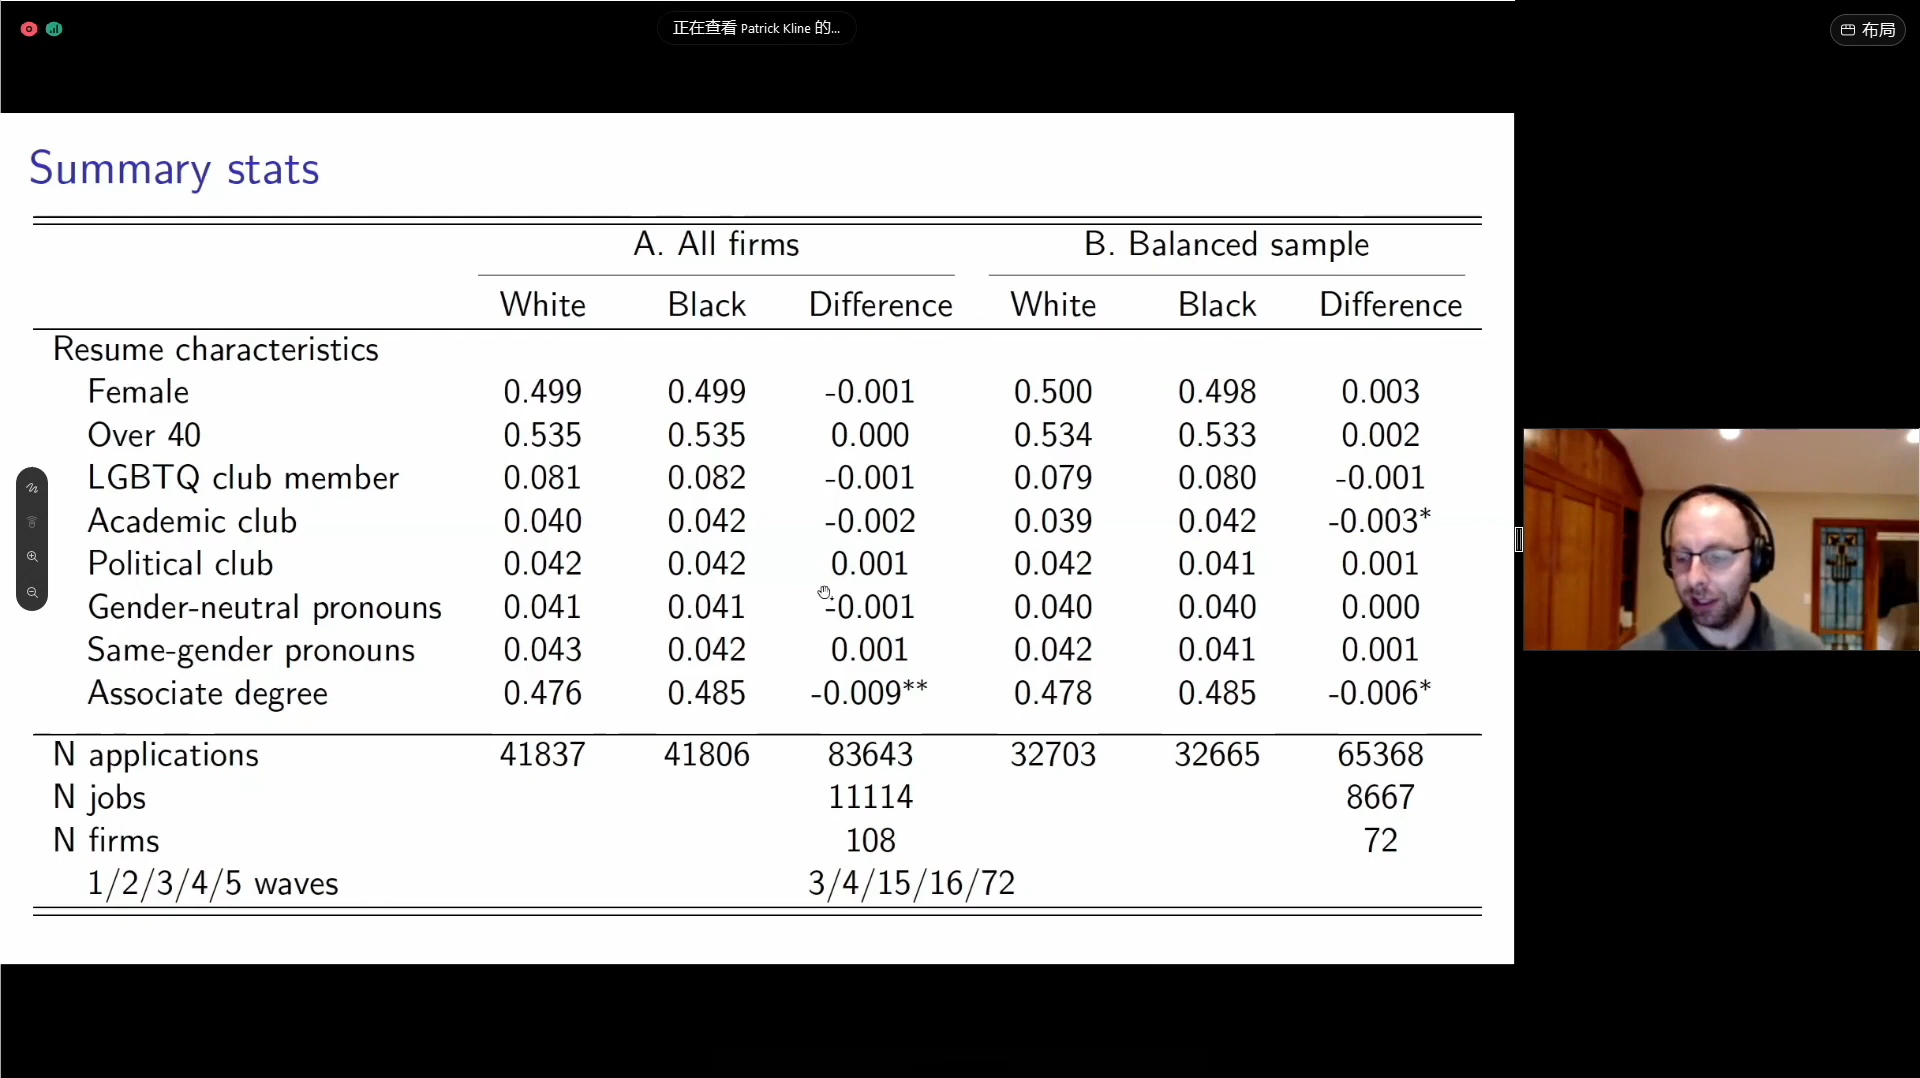 正在查看 Patrick Kline 的...
布局
Summary stats
A. All firms B. Balanced sample
White Black Difference White Black Difference
Resume characteristics
Female 0.499 0.499 -0.001 0.500 0.498 0.003
Over 40 0.535 0.535 0.000 0.534 0.533 0.002
LGBTQ club member 0.081 0.082 -0.001 0.079 0.080 -0.001
Academic club 0.040 0.042 -0.002 0.039 0.042 -0.003*
Political club 0.042 0.042 0.001 0.042 0.041 0.001
Gender-neutral pronouns 0.041 0.041 -0.001 0.040 0.040 0.000
Same-gender pronouns 0.043 0.042 0.001 0.042 0.041 0.001
Associate degree 0.476 0.485 -0.009** 0.478 0.485 -0.006*
N applications 41837 41806 83643 32703 32665 65368
N jobs 11114 8667
N firms 108 72
1/2/3/4/5 waves 3/4/15/16/72